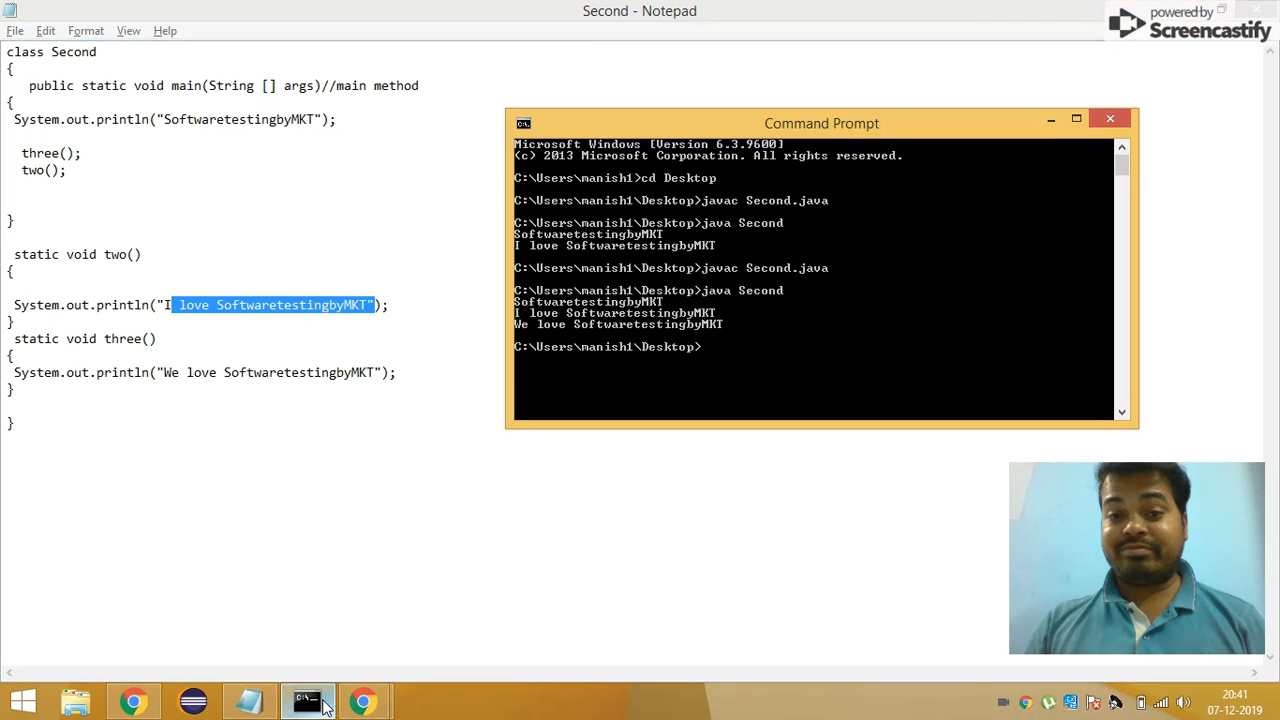 Second - Notepad
powered by
Screencastify
File Edit Format View Help
class Second
{
public static void main(String [] args)//main method
{
System.out.println("SoftwaretestingbyMKT");
three();
two();
}
static void two()
{
System.out.println("I love SoftwaretestingbyMKT");
}
static void three()
{
System.out.println("We love SoftwaretestingbyMKT");
}
}
Command Prompt
Microsoft Windows [Version 6.3.9600]
(c) 2013 Microsoft Corporation. All rights reserved.
C:\Users\manish1>cd Desktop
C:\Users\manish1\Desktop>javac Second.java
C:\Users\manish1\Desktop>java Second
SoftwaretestingbyMKT
I love SoftwaretestingbyMKT
C:\Users\manish1\Desktop>javac Second.java
C:\Users\manish1\Desktop>java Second
SoftwaretestingbyMKT
I love SoftwaretestingbyMKT
We love SoftwaretestingbyMKT
C:\Users\manish1\Desktop>
20:41
07-12-2019